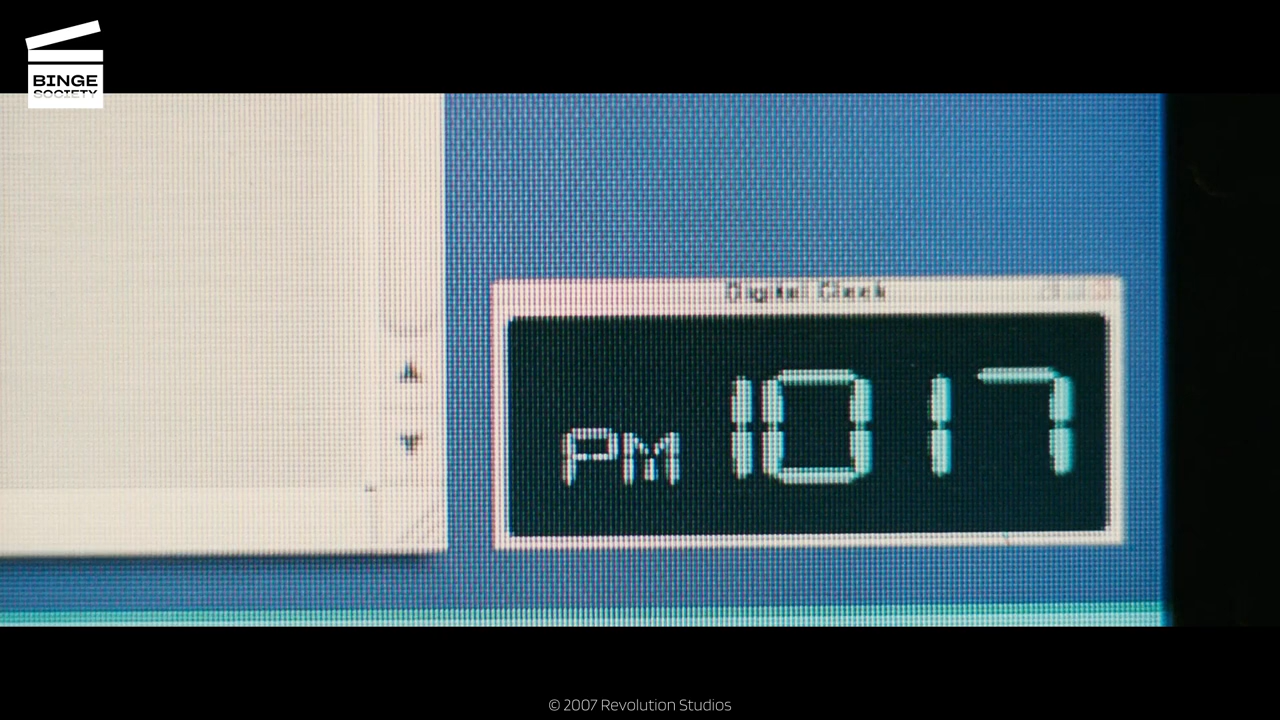 BINGE
SOCIETY
Digital Clock
PM 10 17
© 2007 Revolution Studios